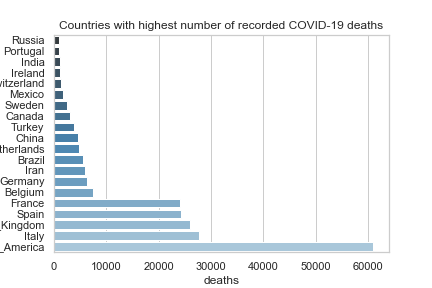 Countries with highest number of recorded COVID-19 deaths
Russia
Portugal
India
Ireland
witzerland
Mexico
Sweden
Canada
Turkey
China
therlands
Brazil
Iran
Germany
Belgium
France
Spain
_Kingdom
Italy
_America
0 10000 20000 30000 40000 50000 60000
deaths